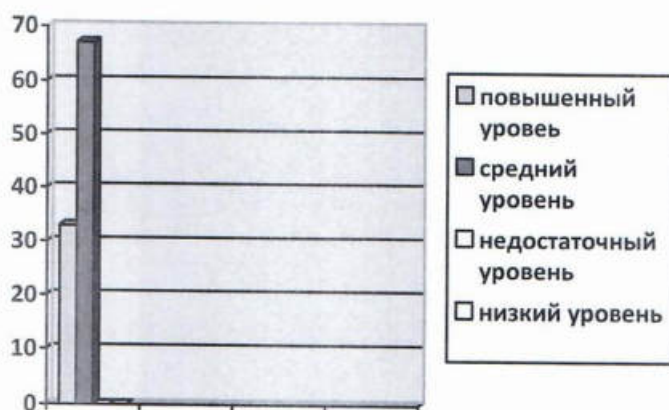 70
60
50
40
30
20
10
0
повышенный
уровеь
средний
уровень
недостаточный
уровень
низкий уровень